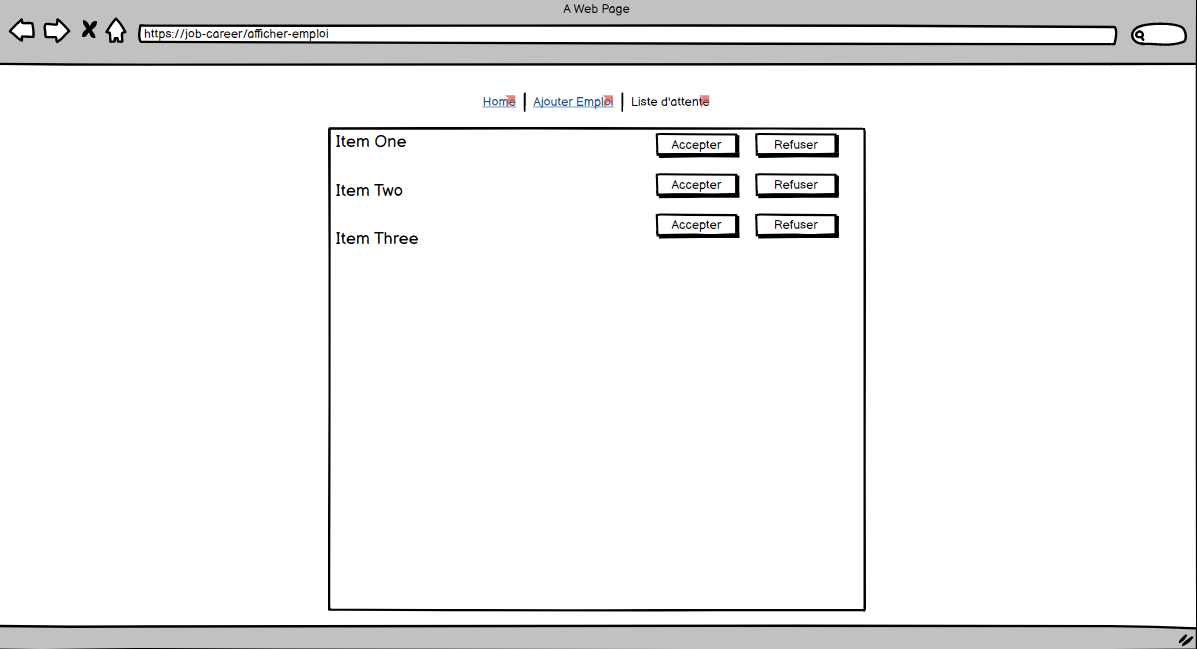 A Web Page
https://job-career/afficher-emploi
Home Ajouter Emploi Liste d'attente
Item One Accepter Refuser
Item Two Accepter Refuser
Item Three Accepter Refuser